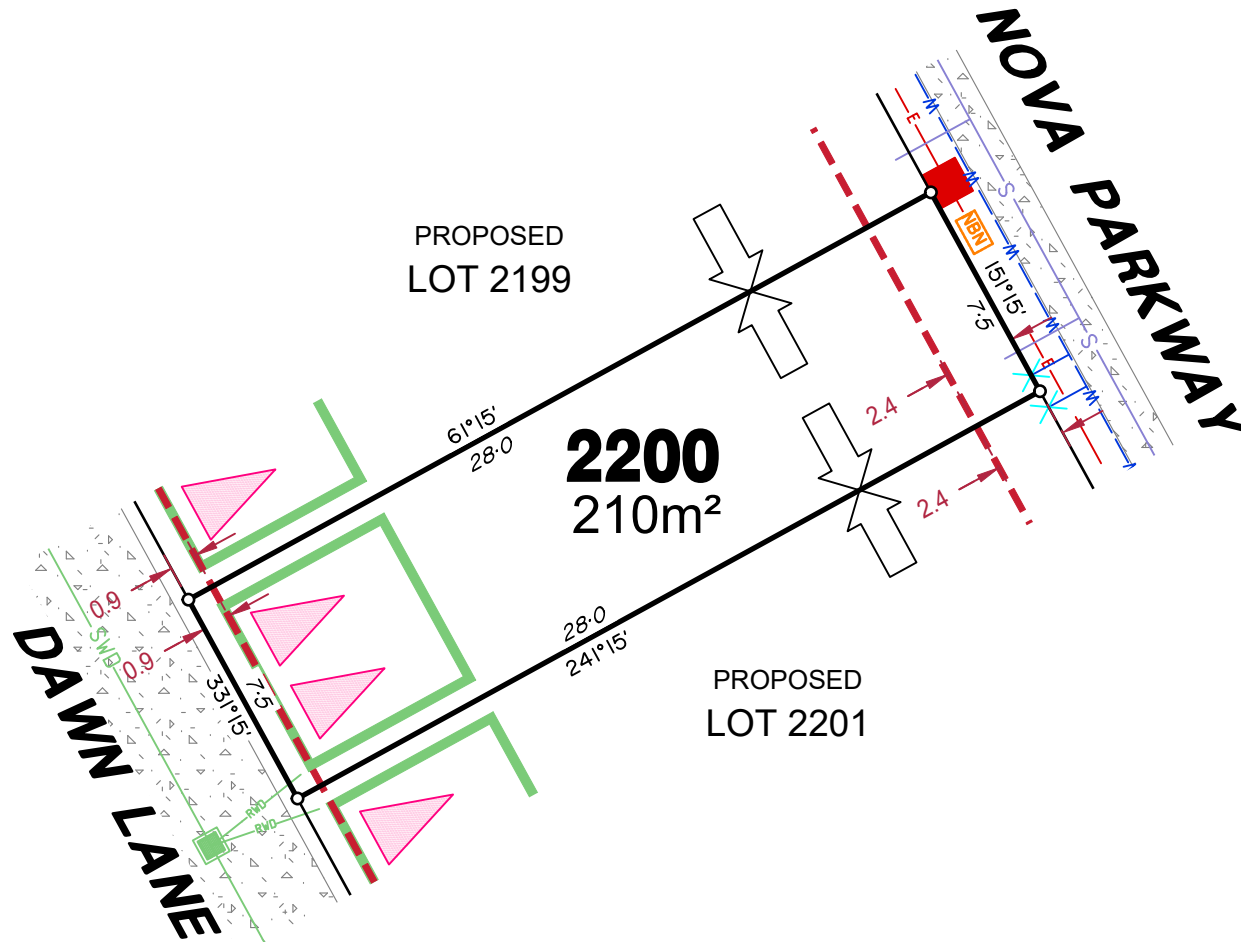 NOVA PARKWAY
E
W
S
W
NBN
W
151°15'
7·5
S
W
E
W
W
PROPOSED
LOT 2199
61°15'
28·0
2200
210m²
2.4
2.4
0.9
0.9
SWD
7·5
331°15'
28·0
241°15'
PROPOSED
LOT 2201
DAWN LANE
RWD
RWD